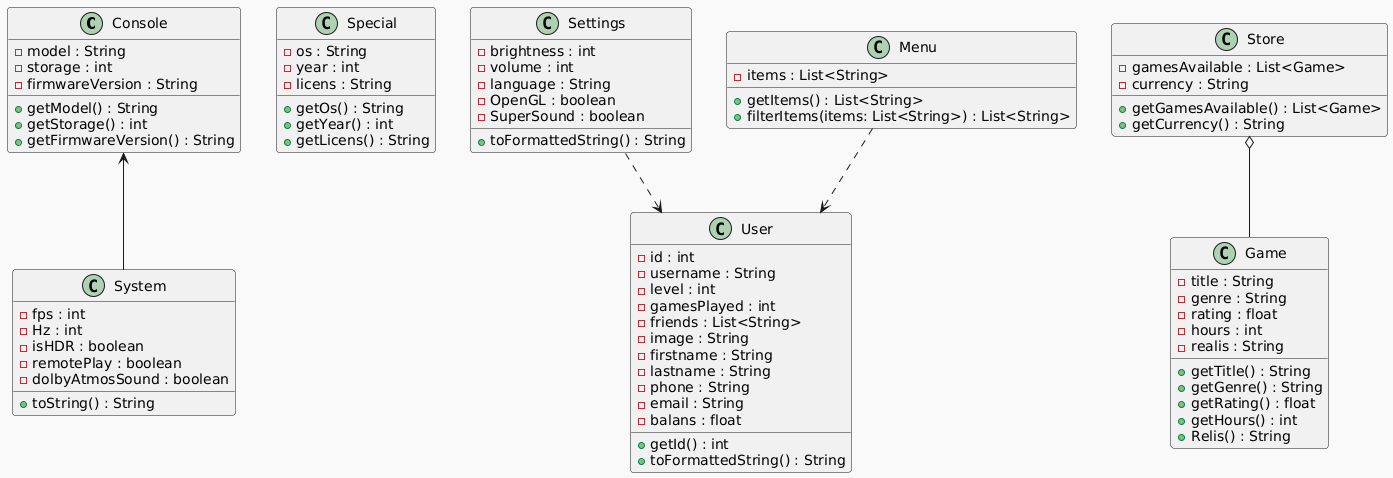 C Console
model : String
storage : int
firmwareVersion : String
getModel() : String
getStorage() : int
getFirmwareVersion() : String
C Special
os : String
year : int
licens : String
getOs() : String
getYear() : int
getLicens() : String
C Settings
brightness : int
volume : int
language : String
OpenGL : boolean
SuperSound : boolean
toFormattedString() : String
C Menu
items : List<String>
getItems() : List<String>
filterItems(items: List<String>) : List<String>
C Store
gamesAvailable : List<Game>
currency : String
getGamesAvailable() : List<Game>
getCurrency() : String
C System
fps : int
Hz : int
isHDR : boolean
remotePlay : boolean
dolbyAtmosSound : boolean
toString() : String
C User
id : int
username : String
level : int
gamesPlayed : int
friends : List<String>
image : String
firstname : String
lastname : String
phone : String
email : String
balans : float
getId() : int
toFormattedString() : String
C Game
title : String
genre : String
rating : float
hours : int
realis : String
getTitle() : String
getGenre() : String
getRating() : float
getHours() : int
Relis() : String